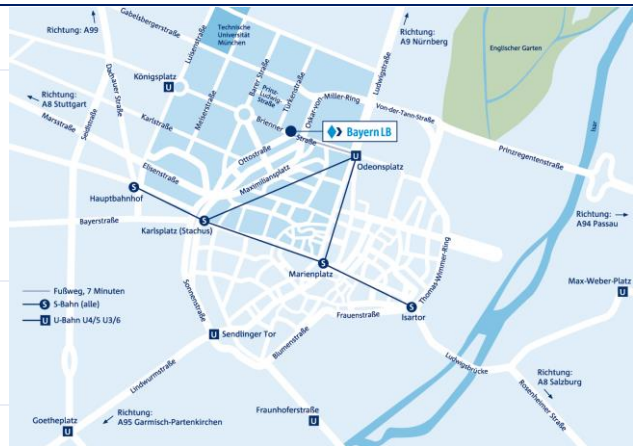 Richtung: A99
Gabelsbergerstraße
Luisenstraße
Technische
Universität
München
Richtung:
A9 Nürnberg
Englischer Garten
Isar
Richtung:
A8 Stuttgart
Dachauer Straße
Königsplatz
U
Barer Straße
Prinz-
Ludwig-
Straße
Türkenstraße
Oskar-von-Miller-Ring
Ludwigstraße
Von-der-Tann-Straße
Marsstraße
Seidlstraße
Karlstraße
Meiserstraße
Brienner
Straße
BayernLB
Prinzregentenstraße
Elisenstraße
Ottostraße
Maximiliansplatz
U
Odeonsplatz
S
Hauptbahnhof
Bayerstraße
S
Karlsplatz (Stachus)
Richtung:
A94 Passau
S
Marienplatz
Thomas-Wimmer-Ring
Max-Weber-Platz
U
Fußweg, 7 Minuten
S
S-Bahn (alle)
U
U-Bahn U4/5 U3/6
Sonnenstraße
S
Isartor
Frauenstraße
U
Sendlinger Tor
Blumenstraße
Ludwigsbrücke
Lindwurmstraße
Richtung:
A8 Salzburg
Rosenheimer Straße
Goetheplatz
U
Richtung:
A95 Garmisch-Partenkirchen
Fraunhoferstraße
U